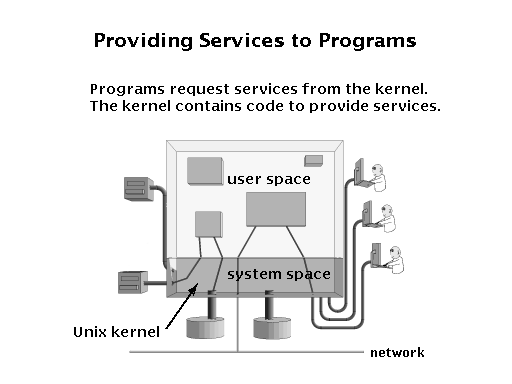 Providing Services to Programs
Programs request services from the kernel.
The kernel contains code to provide services.
user space
system space
Unix kernel
network